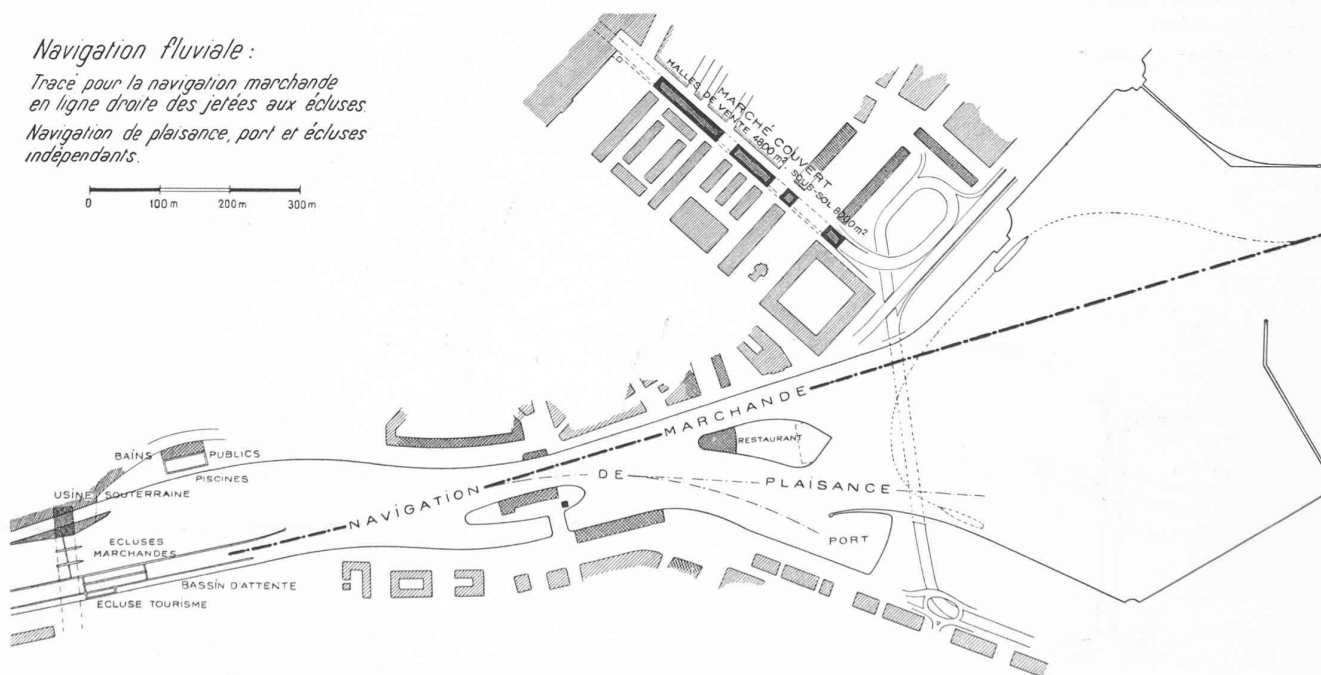 Navigation fluviale :
Tracé pour la navigation marchande
en ligne droite des jetées aux écluses.
Navigation de plaisance, port et écluses
indépendants.
0 100 m 200 m 300 m
MARCHÉ COUVERT
HALLES DE VENTE 4800 m², SOUS-SOL 8000 m²
NAVIGATION MARCHANDE
DE PLAISANCE
RESTAURANT
PORT
BAINS PUBLICS
PISCINES
USINE SOUTERRAINE
ECLUSES
MARCHANDES
BASSIN D'ATTENTE
ECLUSE TOURISME